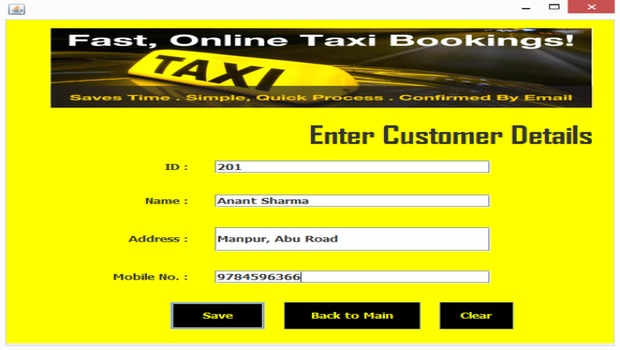 Fast, Online Taxi Bookings!
TAXI
Saves Time . Simple, Quick Process . Confirmed By Email
Enter Customer Details
ID : 201
Name : Anant Sharma
Address : Manpur, Abu Road
Mobile No. : 9784596366
Save Back to Main Clear